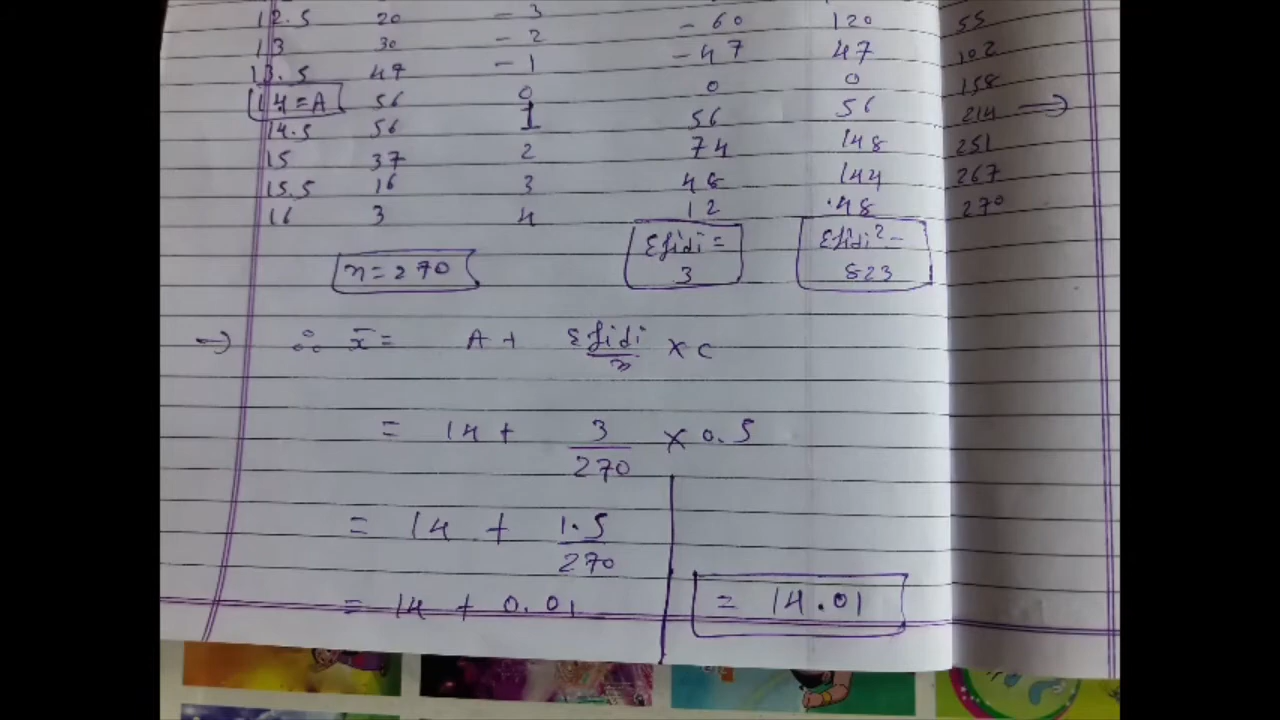 12.5 20 - 3 - 60
13 30 - 2 - 47 120 55
13.5 47 - 1 0 47 102
14 = A 56 0 56 0 158
14.5 56 1 74 56 214 ⇒
15 37 2 48 148 251
15.5 16 3 12 144 267
16 3 4 48 270
n = 270 Σfidi = 3 Σfidi² - 823
→ ∴ x̄ = A + Σfidi/n × c
= 14 + 3/270 × 0.5
= 14 + 1.5/270
= 14 + 0.01 = 14.01